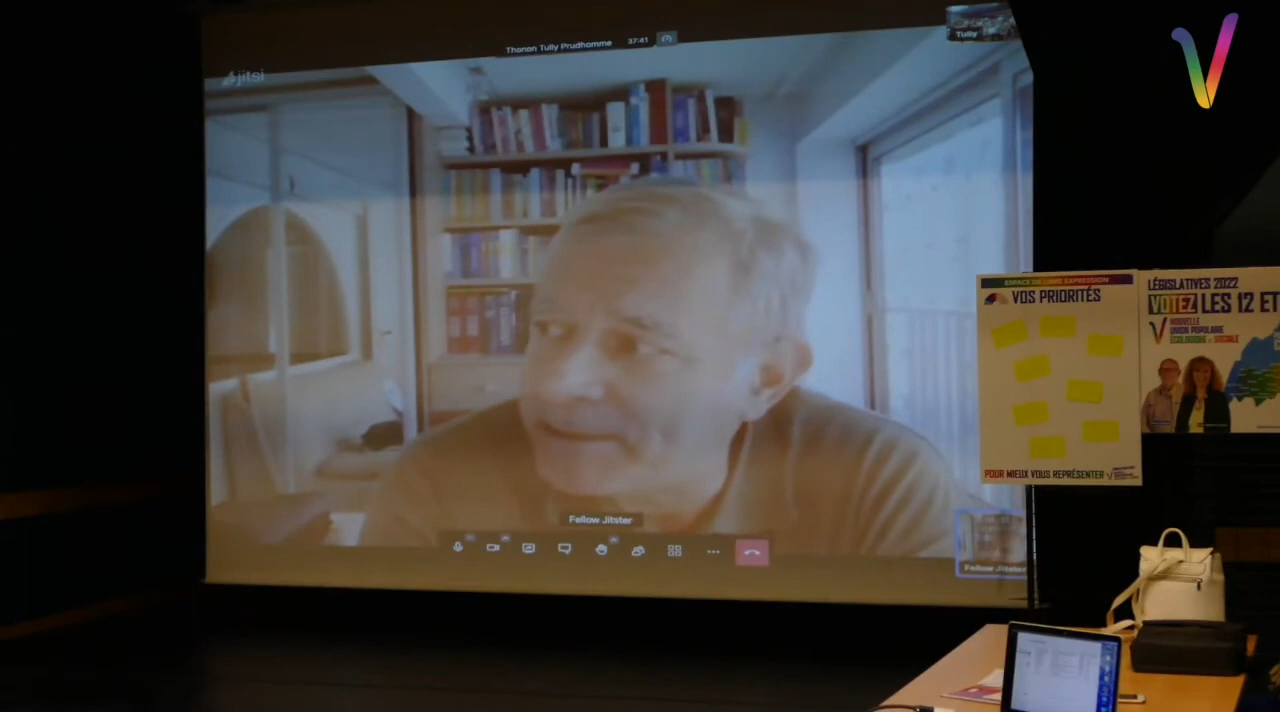 Thonon Tully Prudhomme 37:41
Tully
jitsi
ESPACE DE LIBRE EXPRESSION
VOS PRIORITÉS
POUR MIEUX VOUS REPRÉSENTER
LÉGISLATIVES 2022
VOTEZ LES 12 ET
NOUVELLE
UNION POPULAIRE
ÉCOLOGIQUE ET SOCIALE
Fellow Jitster
Fellow Jitster